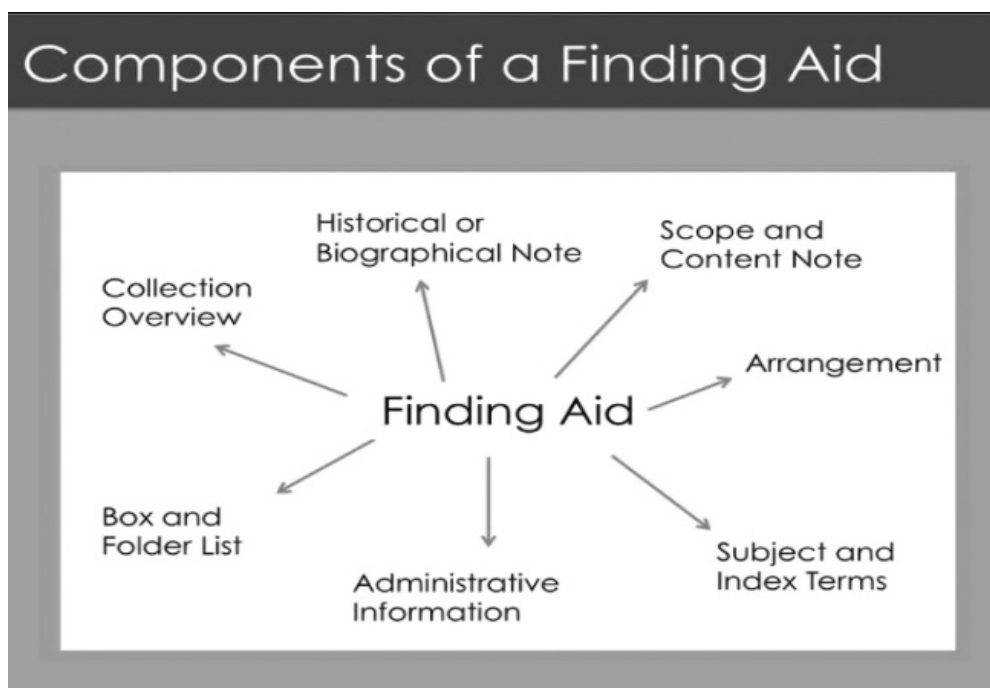 Components of a Finding Aid
Historical or
Biographical Note
Scope and
Content Note
Collection
Overview
Arrangement
Finding Aid
Box and
Folder List
Subject and
Index Terms
Administrative
Information